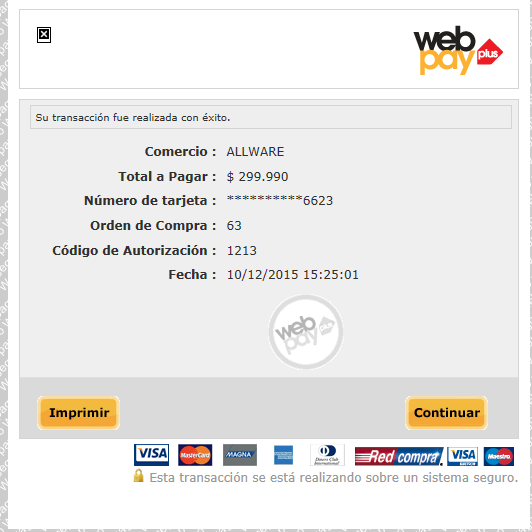 web
pay plus
Su transacción fue realizada con éxito.
Comercio : ALLWARE
Total a Pagar : $ 299.990
Número de tarjeta : **********6623
Orden de Compra : 63
Código de Autorización : 1213
Fecha : 10/12/2015 15:25:01
web
pay plus
Imprimir Continuar
VISA MasterCard MAGNA Diners Club International Redcompra VISA Maestro
Esta transacción se está realizando sobre un sistema seguro.